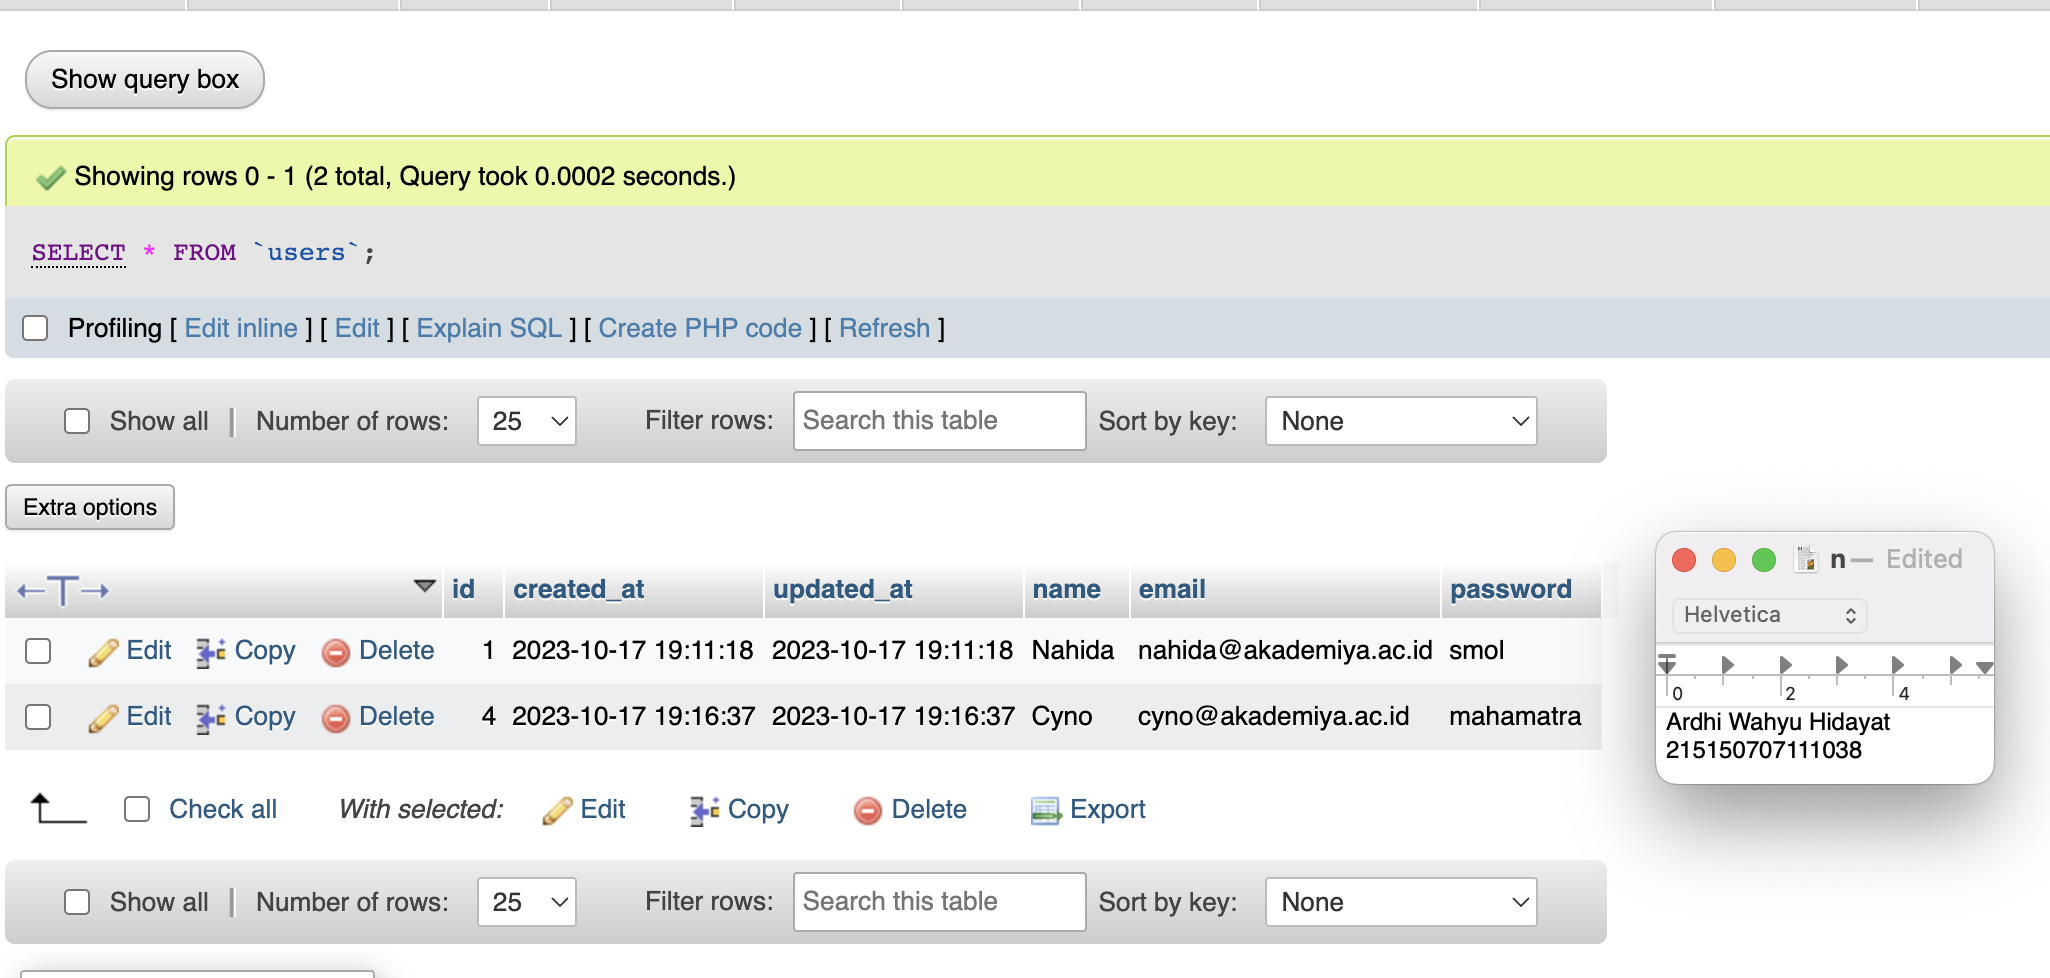 Show query box
Showing rows 0 - 1 (2 total, Query took 0.0002 seconds.)
SELECT * FROM `users`;
Profiling [ Edit inline ] [ Edit ] [ Explain SQL ] [ Create PHP code ] [ Refresh ]
Show all | Number of rows: 25 Filter rows: Search this table Sort by key: None
Extra options
id created_at updated_at name email password
Edit Copy Delete 1 2023-10-17 19:11:18 2023-10-17 19:11:18 Nahida nahida@akademiya.ac.id smol
Edit Copy Delete 4 2023-10-17 19:16:37 2023-10-17 19:16:37 Cyno cyno@akademiya.ac.id mahamatra
Check all With selected: Edit Copy Delete Export
Show all | Number of rows: 25 Filter rows: Search this table Sort by key: None
n — Edited
Helvetica
0 2 4
Ardhi Wahyu Hidayat
215150707111038